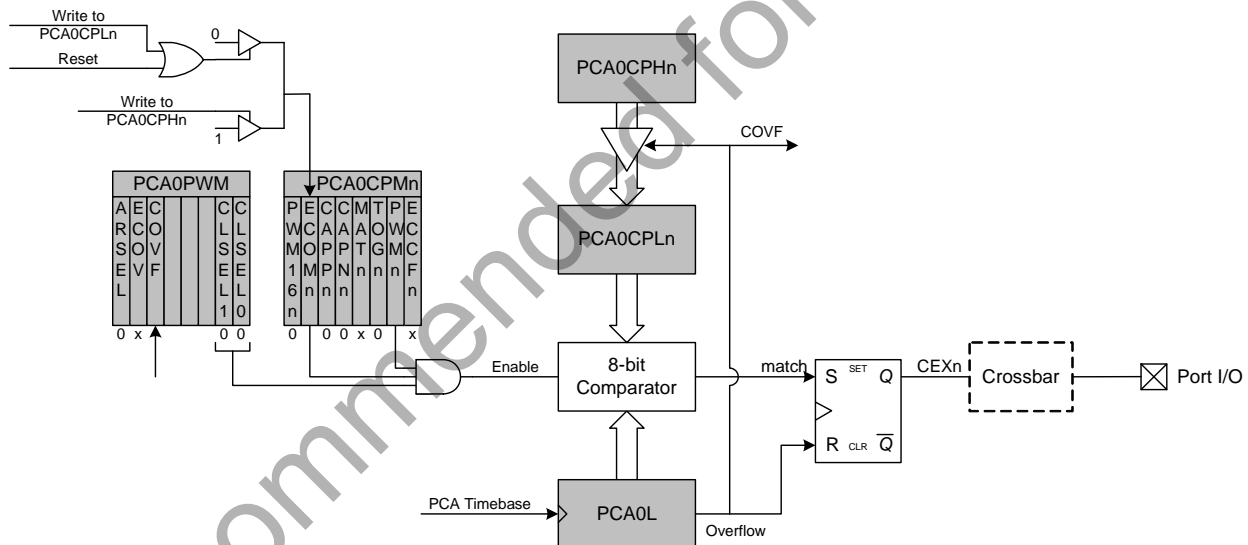 Write to
PCA0CPLn
Reset
0
Write to
PCA0CPHn
1
PCA0CPHn
COVF
PCA0PWM
ARSEL
ECOV
COVF
CLSEL1
CLSEL0
0 x 0 0
PCA0CPMn
PWM16n
ECOMn
CAPPn
CAPNn
MATn
TOGn
PWMn
ECCFn
0 0 0 x 0 x
PCA0CPLn
Enable
8-bit
Comparator
match
S SET Q
R CLR Q
CEXn
Crossbar
Port I/O
PCA Timebase
PCA0L
Overflow
ommended for